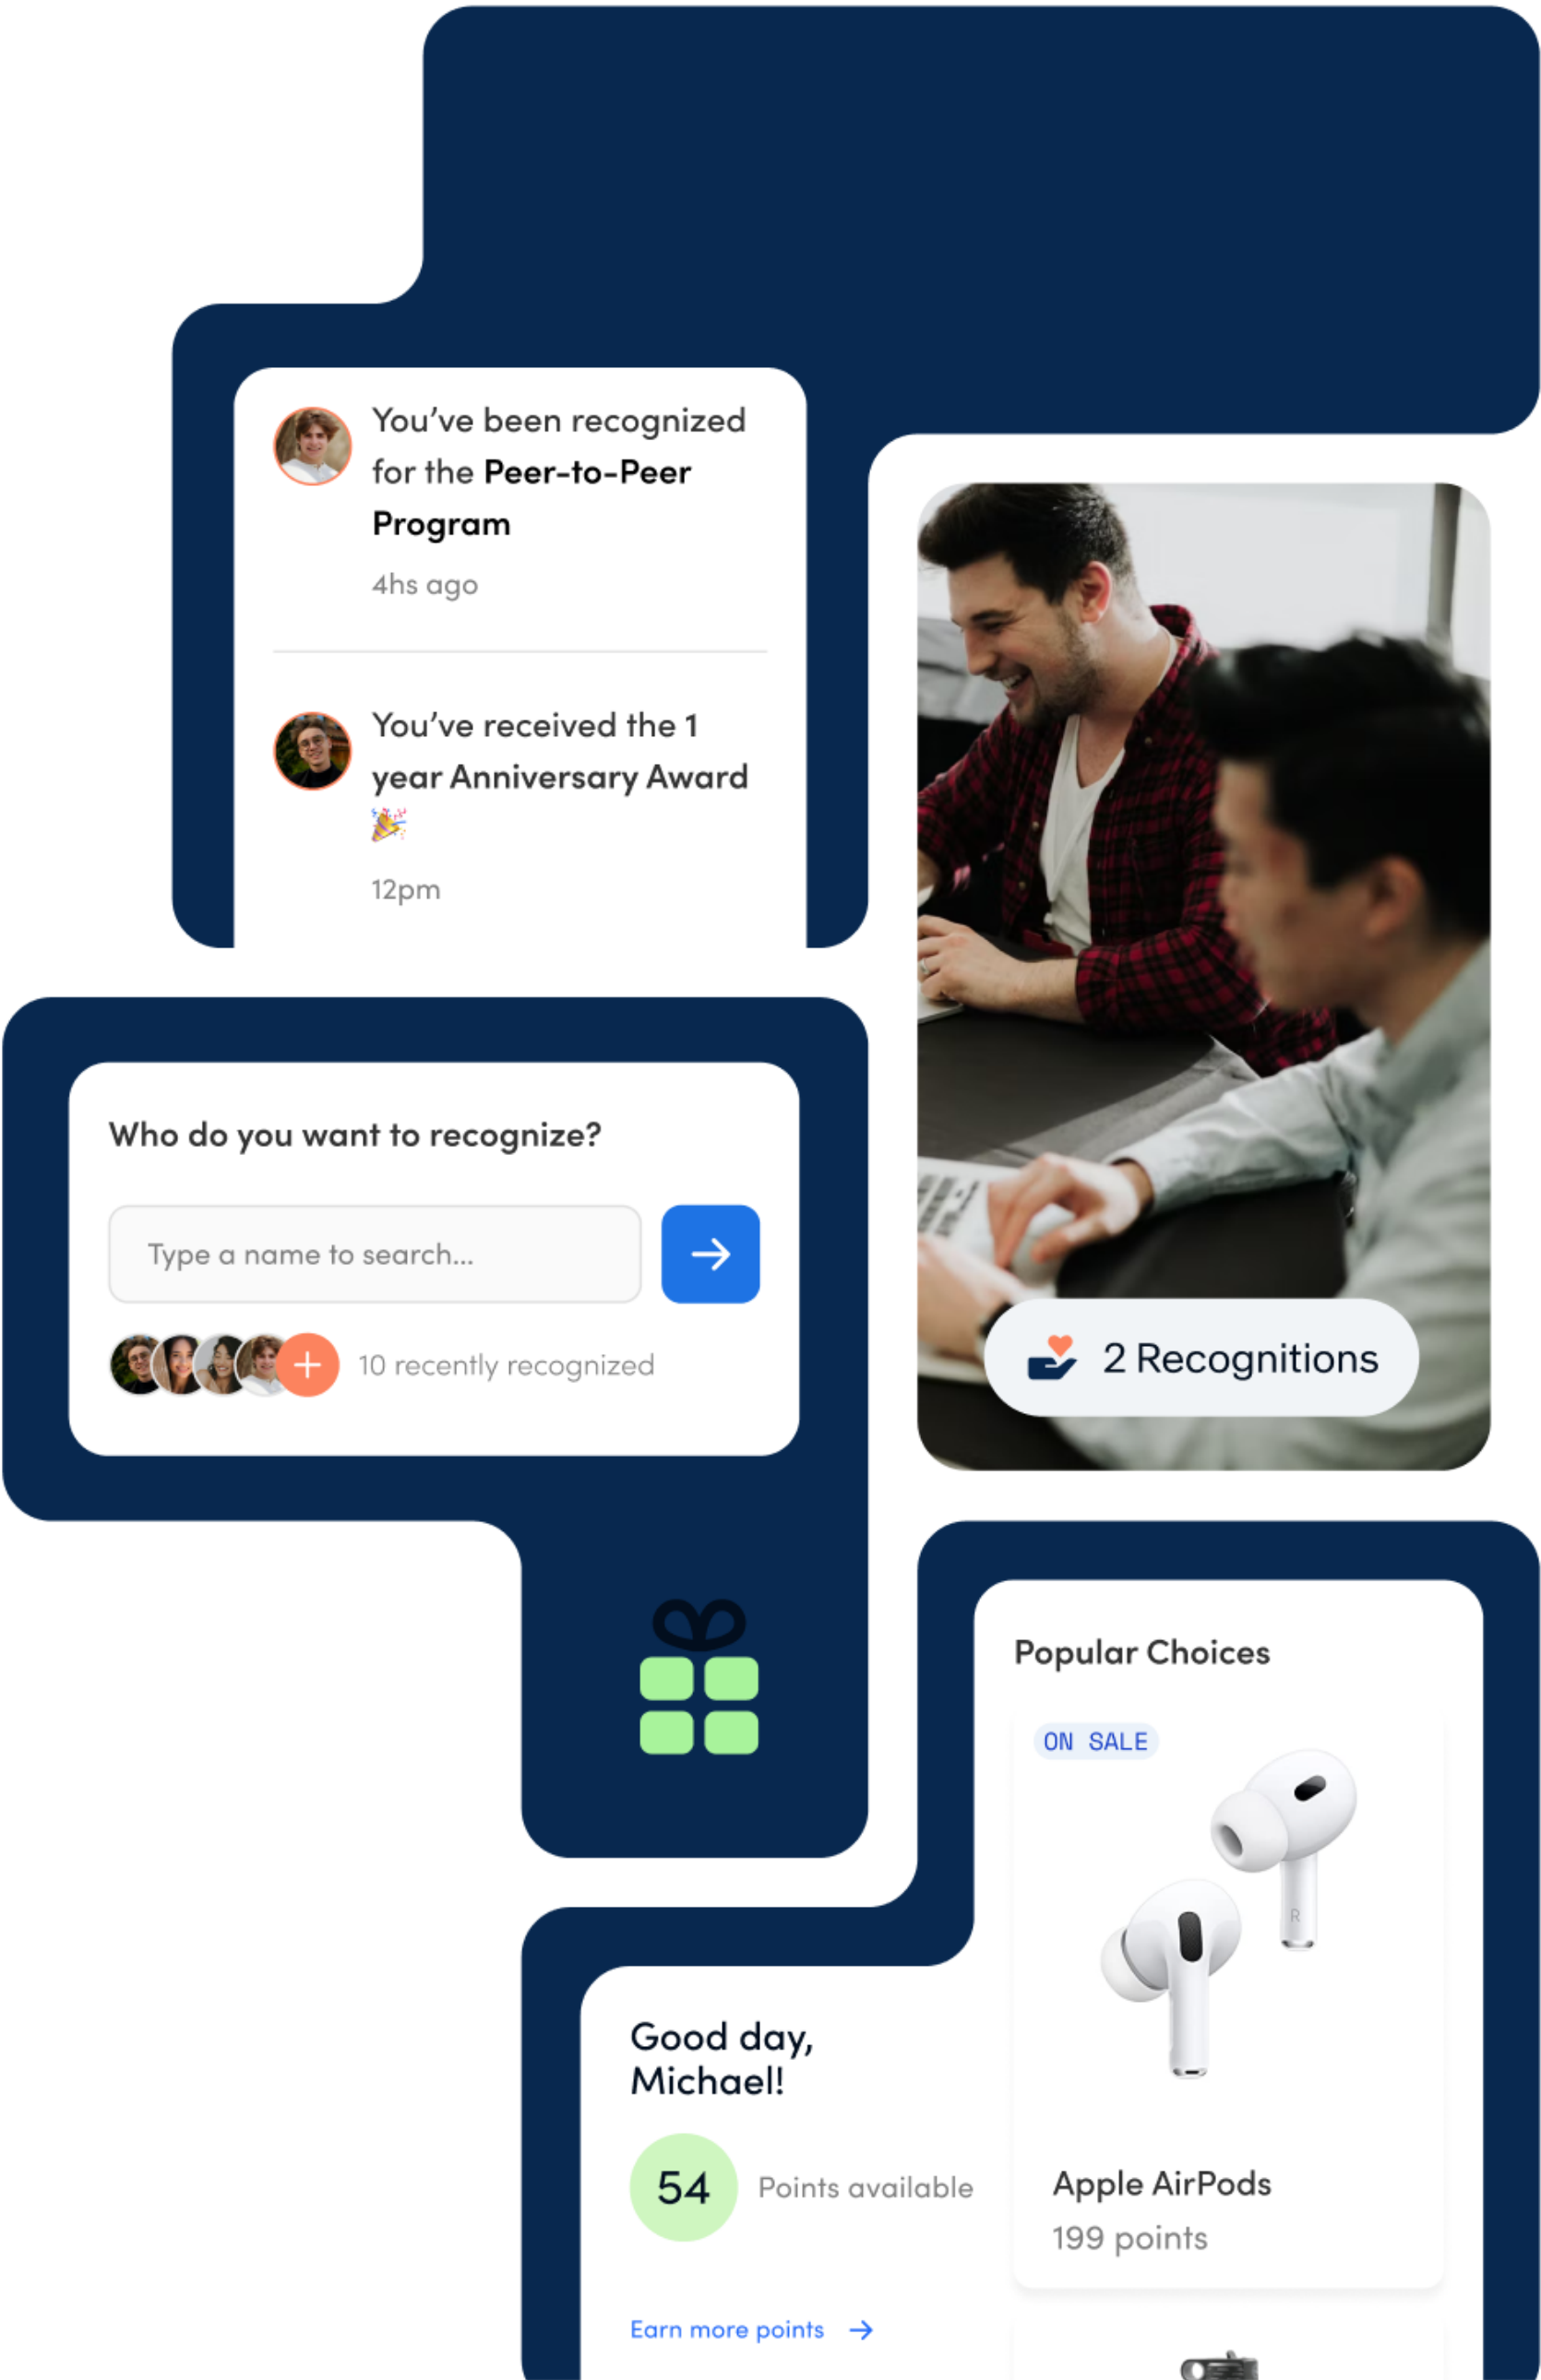 You’ve been recognized
for the Peer-to-Peer
Program
4hs ago
You’ve received the 1
year Anniversary Award
🎉
12pm
Who do you want to recognize?
Type a name to search...
10 recently recognized
2 Recognitions
Popular Choices
ON SALE
R
Apple AirPods
199 points
Good day,
Michael!
54 Points available
Earn more points →